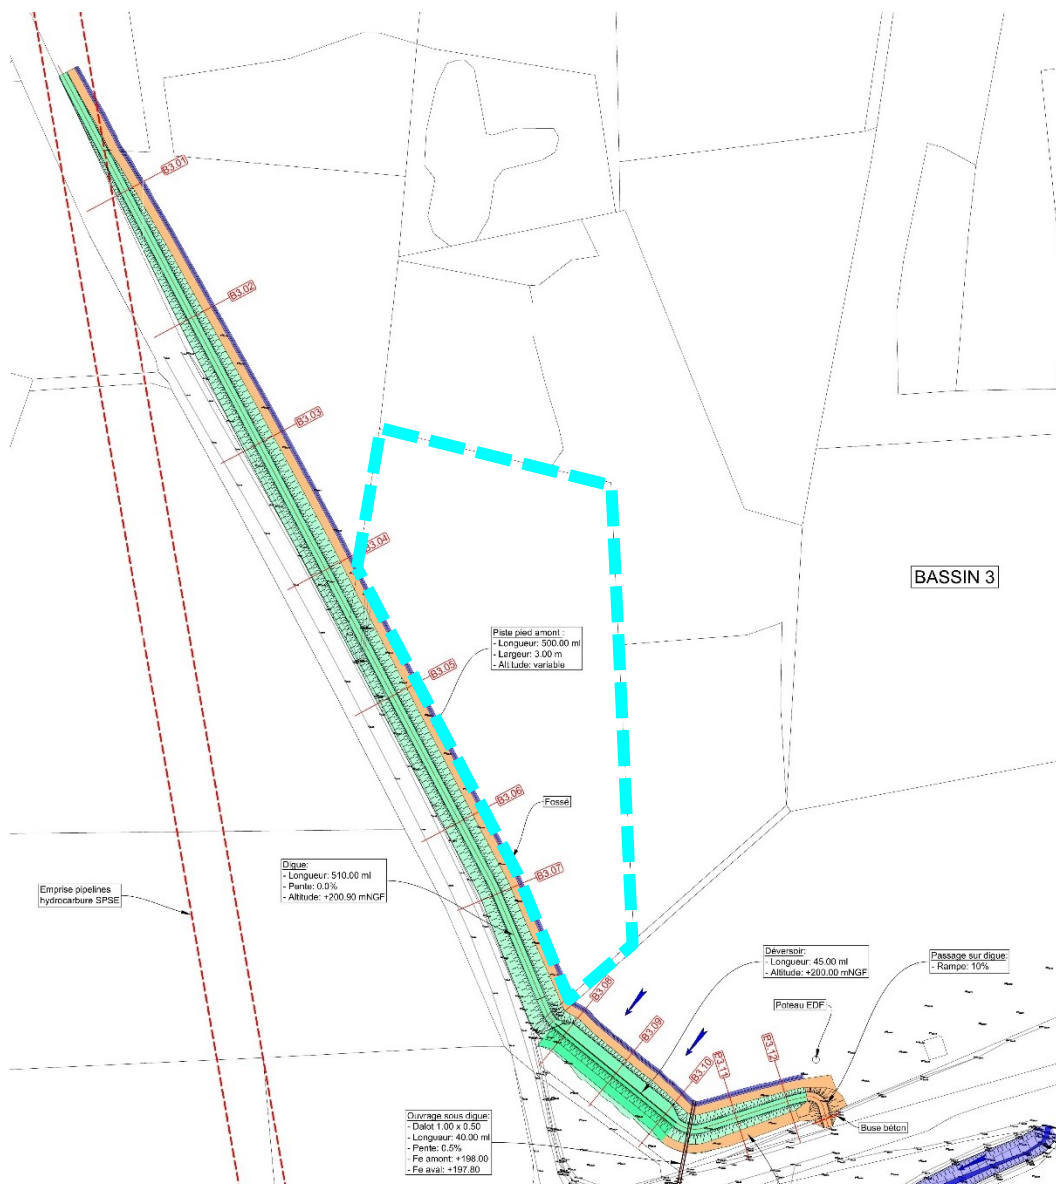 B3.01
B3.02
B3.03
B3.04
BASSIN 3
Piste pied amont :
- Longueur: 500.00 ml
- Largeur: 3.00 m
- Altitude: variable
B3.05
B3.06
Fossé
Digue:
- Longueur: 510.00 ml
- Pente: 0.0%
- Altitude: +200.90 mNGF
B3.07
Emprise pipelines
hydrocarbure SPSE
Déversoir:
- Longueur: 45.00 ml
- Altitude: +200.00 mNGF
Passage sur digue:
- Rampe: 10%
B3.08
Poteau EDF
B3.09
B3.10
P3.11
P3.12
Ouvrage sous digue:
- Dalot 1.00 x 0.50
- Longueur: 40.00 ml
- Pente: 0.5%
- Fe amont: +198.00
- Fe aval: +197.80
Buse béton